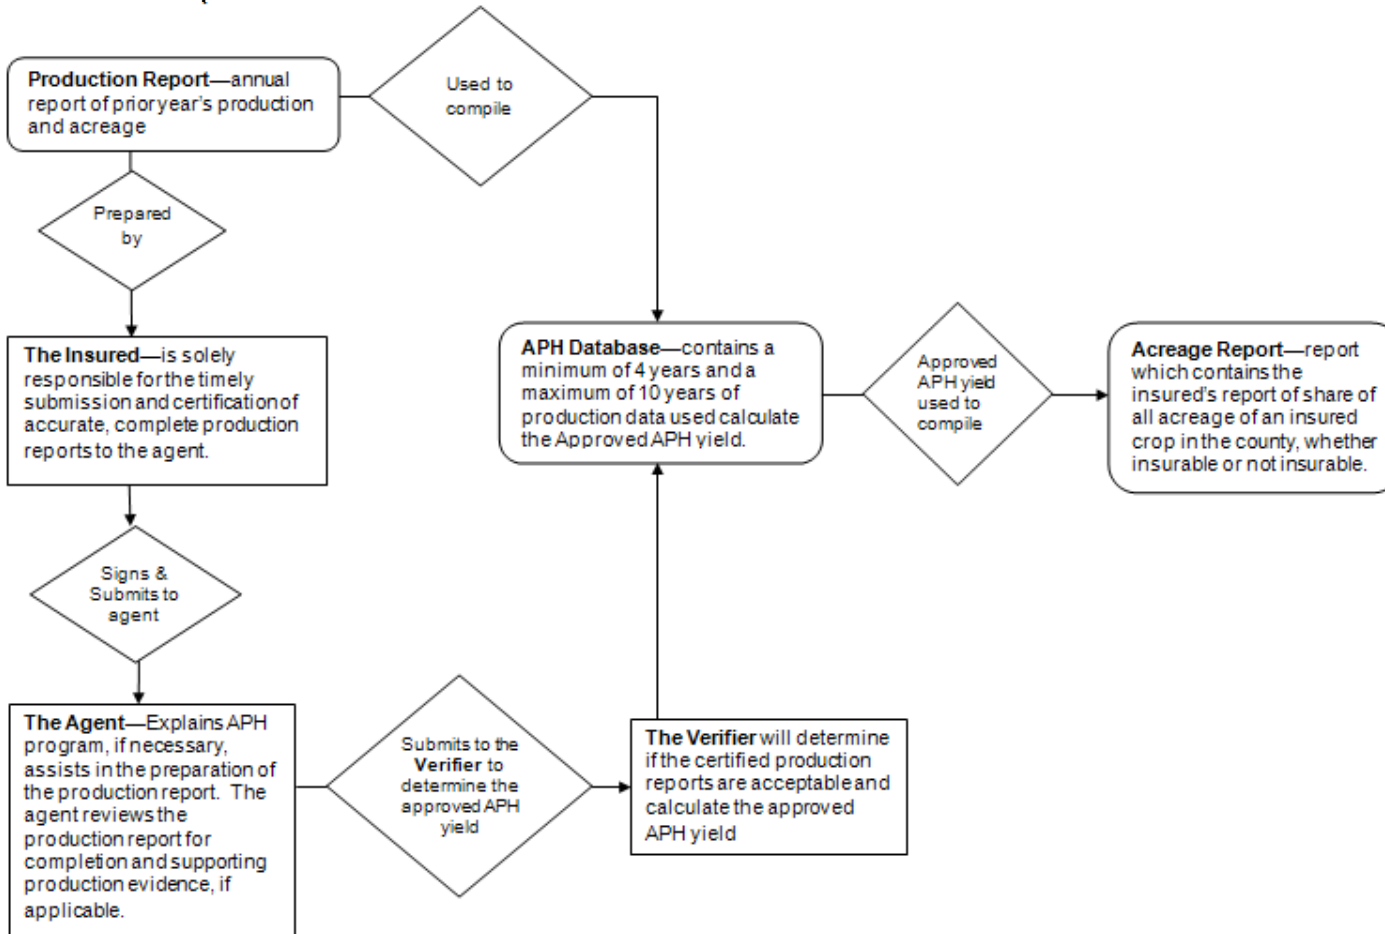 Production Report—annual
report of prior year's production
and acreage
Used to
compile
Prepared
by
The Insured—is solely
responsible for the timely
submission and certification of
accurate, complete production
reports to the agent.
APH Database—contains a
minimum of 4 years and a
maximum of 10 years of
production data used calculate
the Approved APH yield.
Approved
APH yield
used to
compile
Acreage Report—report
which contains the
insured's report of share of
all acreage of an insured
crop in the county, whether
insurable or not insurable.
Signs &
Submits to
agent
The Agent—Explains APH
program, if necessary,
assists in the preparation of
the production report. The
agent reviews the
production report for
completion and supporting
production evidence, if
applicable.
Submits to the
Verifier to
determine the
approved APH
yield
The Verifier will determine
if the certified production
reports are acceptable and
calculate the approved
APH yield